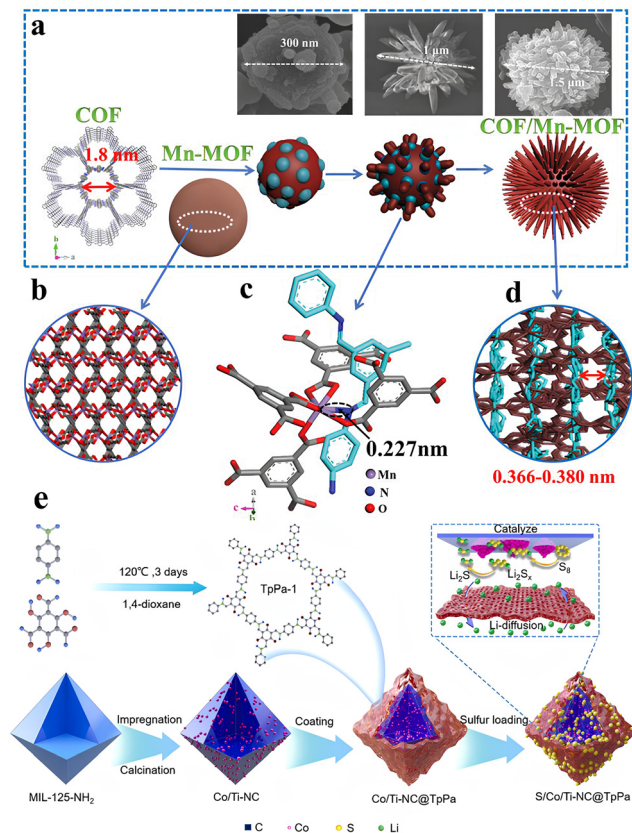 a
300 nm
1 μm
1.5 μm
COF
1.8 nm
Mn-MOF
COF/Mn-MOF
b
a
b
c
d
0.227nm
Mn
N
O
a
c
b
0.366-0.380 nm
e
120℃ ,3 days
1,4-dioxane
TpPa-1
Catalyze
Li₂S
Li₂Sₓ
S₈
Li-diffusion
Impregnation
Calcination
Coating
Sulfur loading
MIL-125-NH₂
Co/Ti-NC
Co/Ti-NC@TpPa
S/Co/Ti-NC@TpPa
C
Co
S
Li